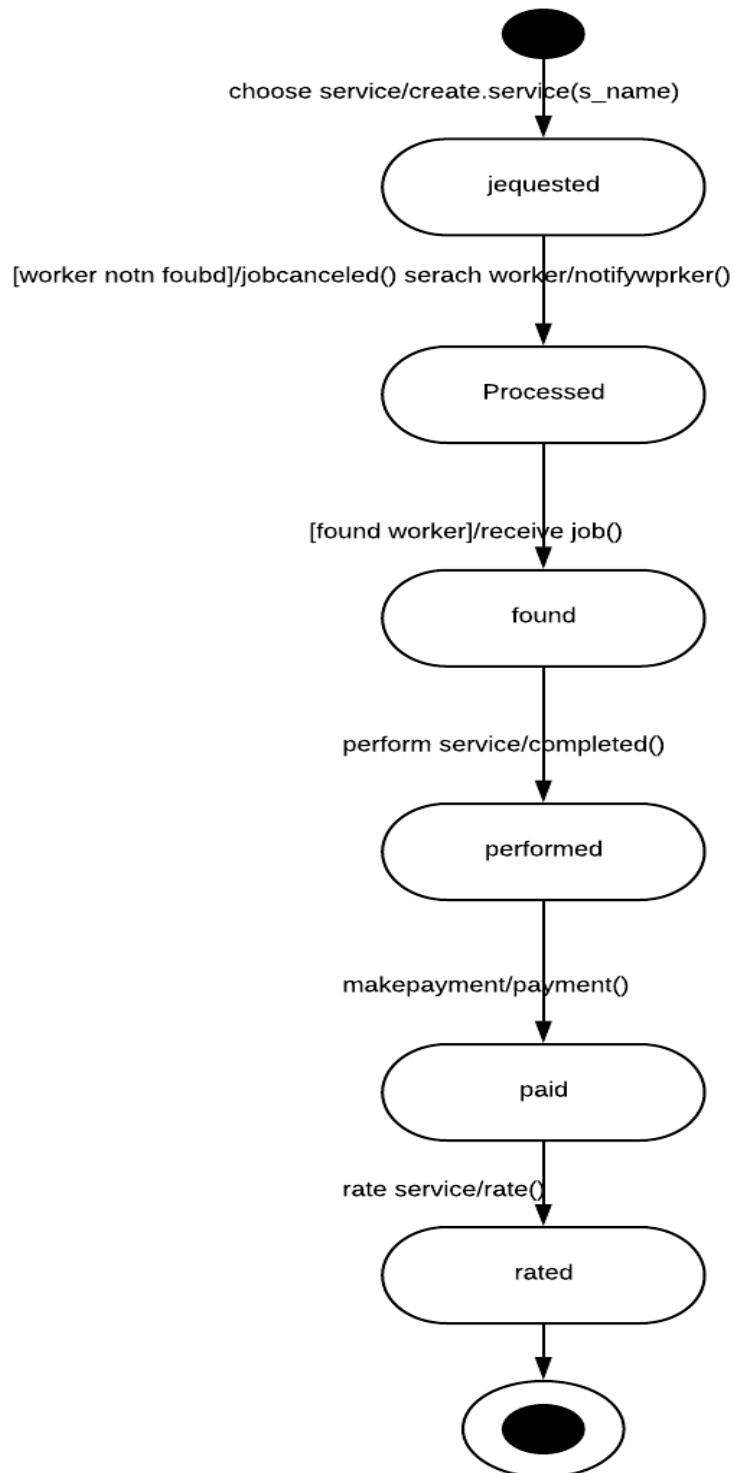 choose service/create.service(s_name)
jequested
[worker notn foubd]/jobcanceled() serach worker/notifywprker()
Processed
[found worker]/receive job()
found
perform service/completed()
performed
makepayment/payment()
paid
rate service/rate()
rated